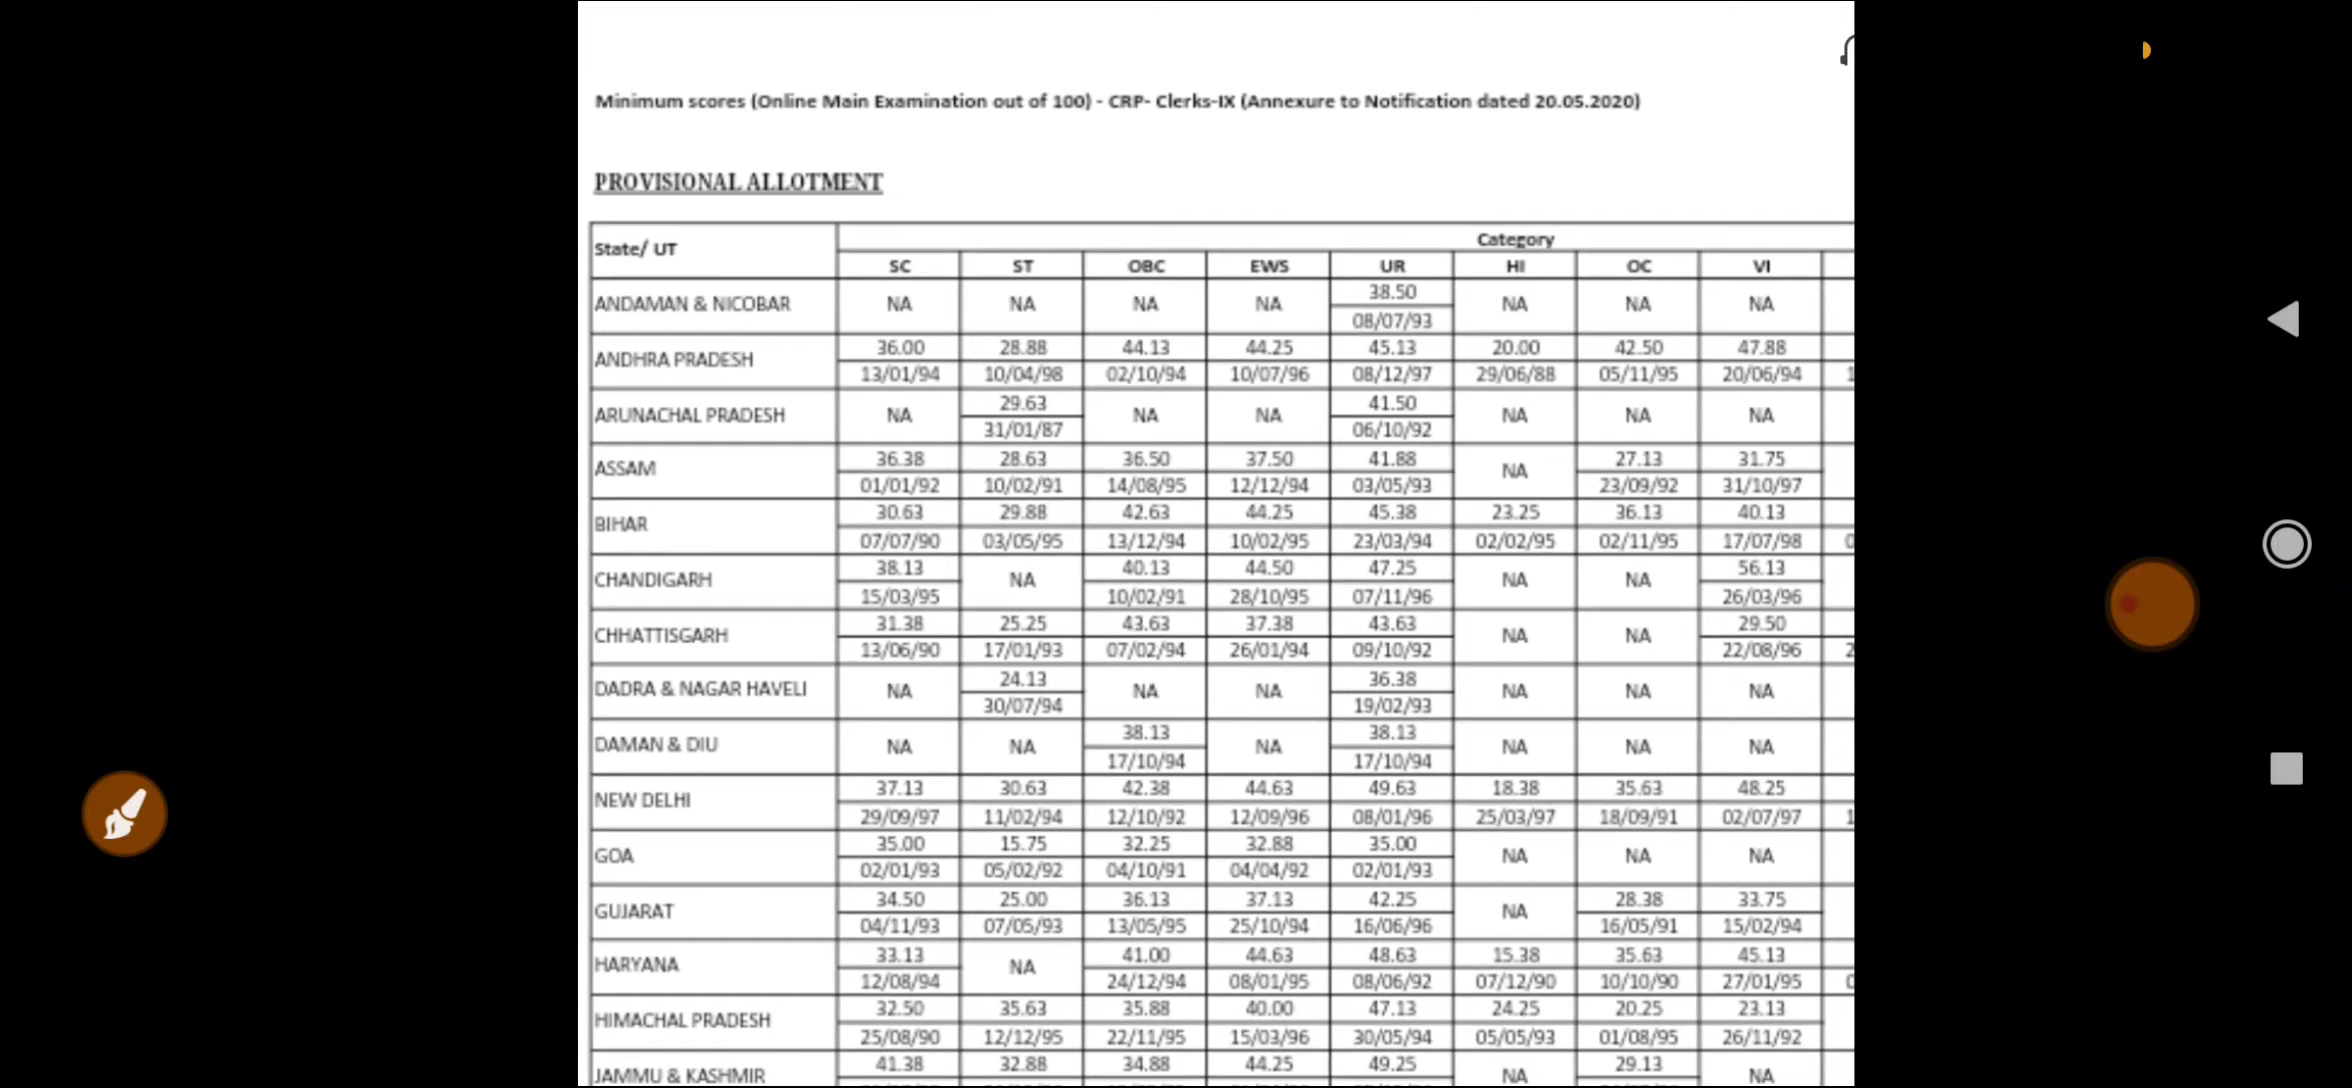 Minimum scores (Online Main Examination out of 100) - CRP- Clerks-IX (Annexure to Notification dated 20.05.2020)
PROVISIONAL ALLOTMENT
State/ UT Category
SC ST OBC EWS UR HI OC VI
ANDAMAN & NICOBAR NA NA NA NA 38.50 NA NA NA
08/07/93
ANDHRA PRADESH 36.00 28.88 44.13 44.25 45.13 20.00 42.50 47.88
13/01/94 10/04/98 02/10/94 10/07/96 08/12/97 29/06/88 05/11/95 20/06/94
ARUNACHAL PRADESH NA 29.63 NA NA 41.50 NA NA NA
31/01/87 06/10/92
ASSAM 36.38 28.63 36.50 37.50 41.88 NA 27.13 31.75
01/01/92 10/02/91 14/08/95 12/12/94 03/05/93 23/09/92 31/10/97
BIHAR 30.63 29.88 42.63 44.25 45.38 23.25 36.13 40.13
07/07/90 03/05/95 13/12/94 10/02/95 23/03/94 02/02/95 02/11/95 17/07/98
CHANDIGARH 38.13 NA 40.13 44.50 47.25 NA NA 56.13
15/03/95 10/02/91 28/10/95 07/11/96 26/03/96
CHHATTISGARH 31.38 25.25 43.63 37.38 43.63 NA NA 29.50
13/06/90 17/01/93 07/02/94 26/01/94 09/10/92 22/08/96
DADRA & NAGAR HAVELI NA 24.13 NA NA 36.38 NA NA NA
30/07/94 19/02/93
DAMAN & DIU NA NA 38.13 NA 38.13 NA NA NA
17/10/94 17/10/94
NEW DELHI 37.13 30.63 42.38 44.63 49.63 18.38 35.63 48.25
29/09/97 11/02/94 12/10/92 12/09/96 08/01/96 25/03/97 18/09/91 02/07/97
GOA 35.00 15.75 32.25 32.88 35.00 NA NA NA
02/01/93 05/02/92 04/10/91 04/04/92 02/01/93
GUJARAT 34.50 25.00 36.13 37.13 42.25 NA 28.38 33.75
04/11/93 07/05/93 13/05/95 25/10/94 16/06/96 16/05/91 15/02/94
HARYANA 33.13 NA 41.00 44.63 48.63 15.38 35.63 45.13
12/08/94 24/12/94 08/01/95 08/06/92 07/12/90 10/10/90 27/01/95
HIMACHAL PRADESH 32.50 35.63 35.88 40.00 47.13 24.25 20.25 23.13
25/08/90 12/12/95 22/11/95 15/03/96 30/05/94 05/05/93 01/08/95 26/11/92
JAMMU & KASHMIR 41.38 32.88 34.88 44.25 49.25 NA 29.13 NA